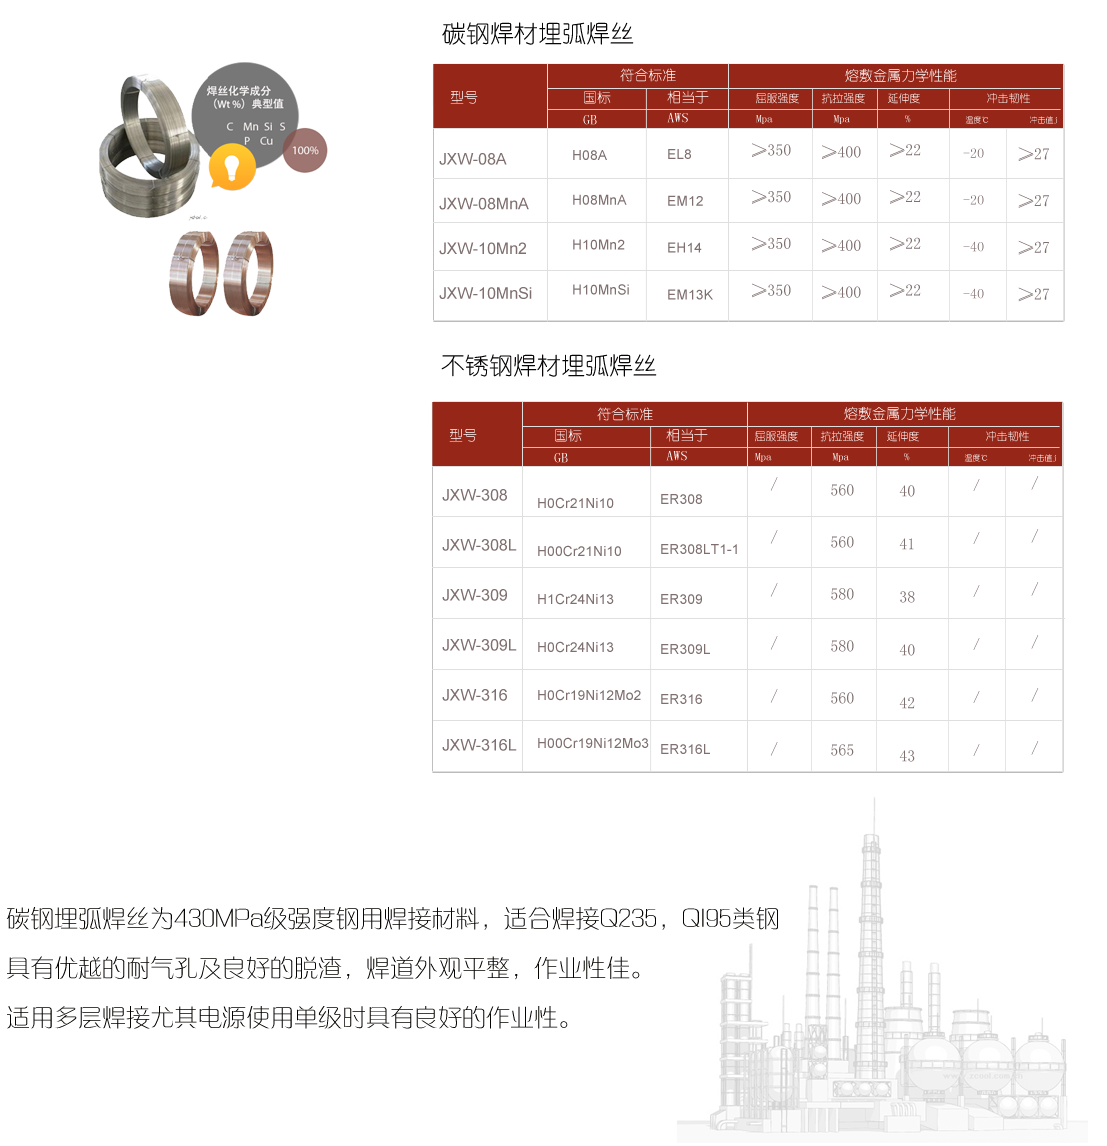 碳钢焊材埋弧焊丝
焊丝化学成分
（Wt %）典型值
C Mn Si S
P Cu
100%
型号 符合标准 熔敷金属力学性能
国标 相当于 屈服强度 抗拉强度 延伸度 冲击韧性
GB AWS Mpa Mpa % 温度℃ 冲击值J
JXW-08A H08A EL8 ≥350 ≥400 ≥22 -20 ≥27
JXW-08MnA H08MnA EM12 ≥350 ≥400 ≥22 -20 ≥27
JXW-10Mn2 H10Mn2 EH14 ≥350 ≥400 ≥22 -40 ≥27
JXW-10MnSi H10MnSi EM13K ≥350 ≥400 ≥22 -40 ≥27
不锈钢焊材埋弧焊丝
型号 符合标准 熔敷金属力学性能
国标 相当于 屈服强度 抗拉强度 延伸度 冲击韧性
GB AWS Mpa Mpa % 温度℃ 冲击值J
JXW-308 H0Cr21Ni10 ER308 / 560 40 / /
JXW-308L H00Cr21Ni10 ER308LT1-1 / 560 41 / /
JXW-309 H1Cr24Ni13 ER309 / 580 38 / /
JXW-309L H0Cr24Ni13 ER309L / 580 40 / /
JXW-316 H0Cr19Ni12Mo2 ER316 / 560 42 / /
JXW-316L H00Cr19Ni12Mo3 ER316L / 565 43 / /
碳钢埋弧焊丝为430MPa级强度钢用焊接材料，适合焊接Q235，QI95类钢
具有优越的耐气孔及良好的脱渣，焊道外观平整，作业性佳。
适用多层焊接尤其电源使用单级时具有良好的作业性。